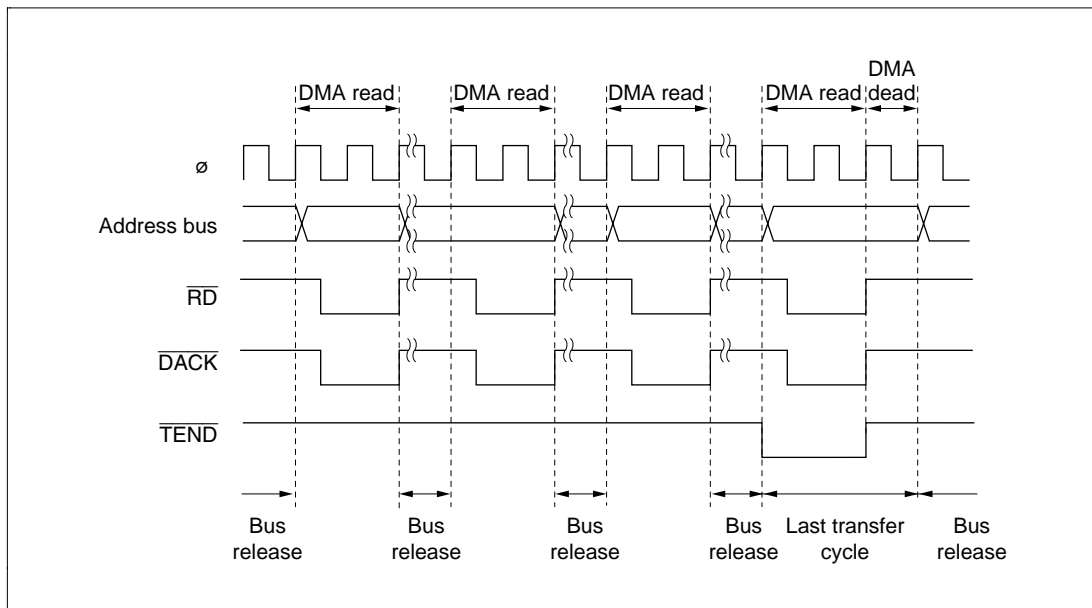 DMA
dead
DMA read DMA read DMA read DMA read
ø
Address bus
RD
DACK
TEND
Bus release
Bus release
Bus release
Bus release
Last transfer cycle
Bus release